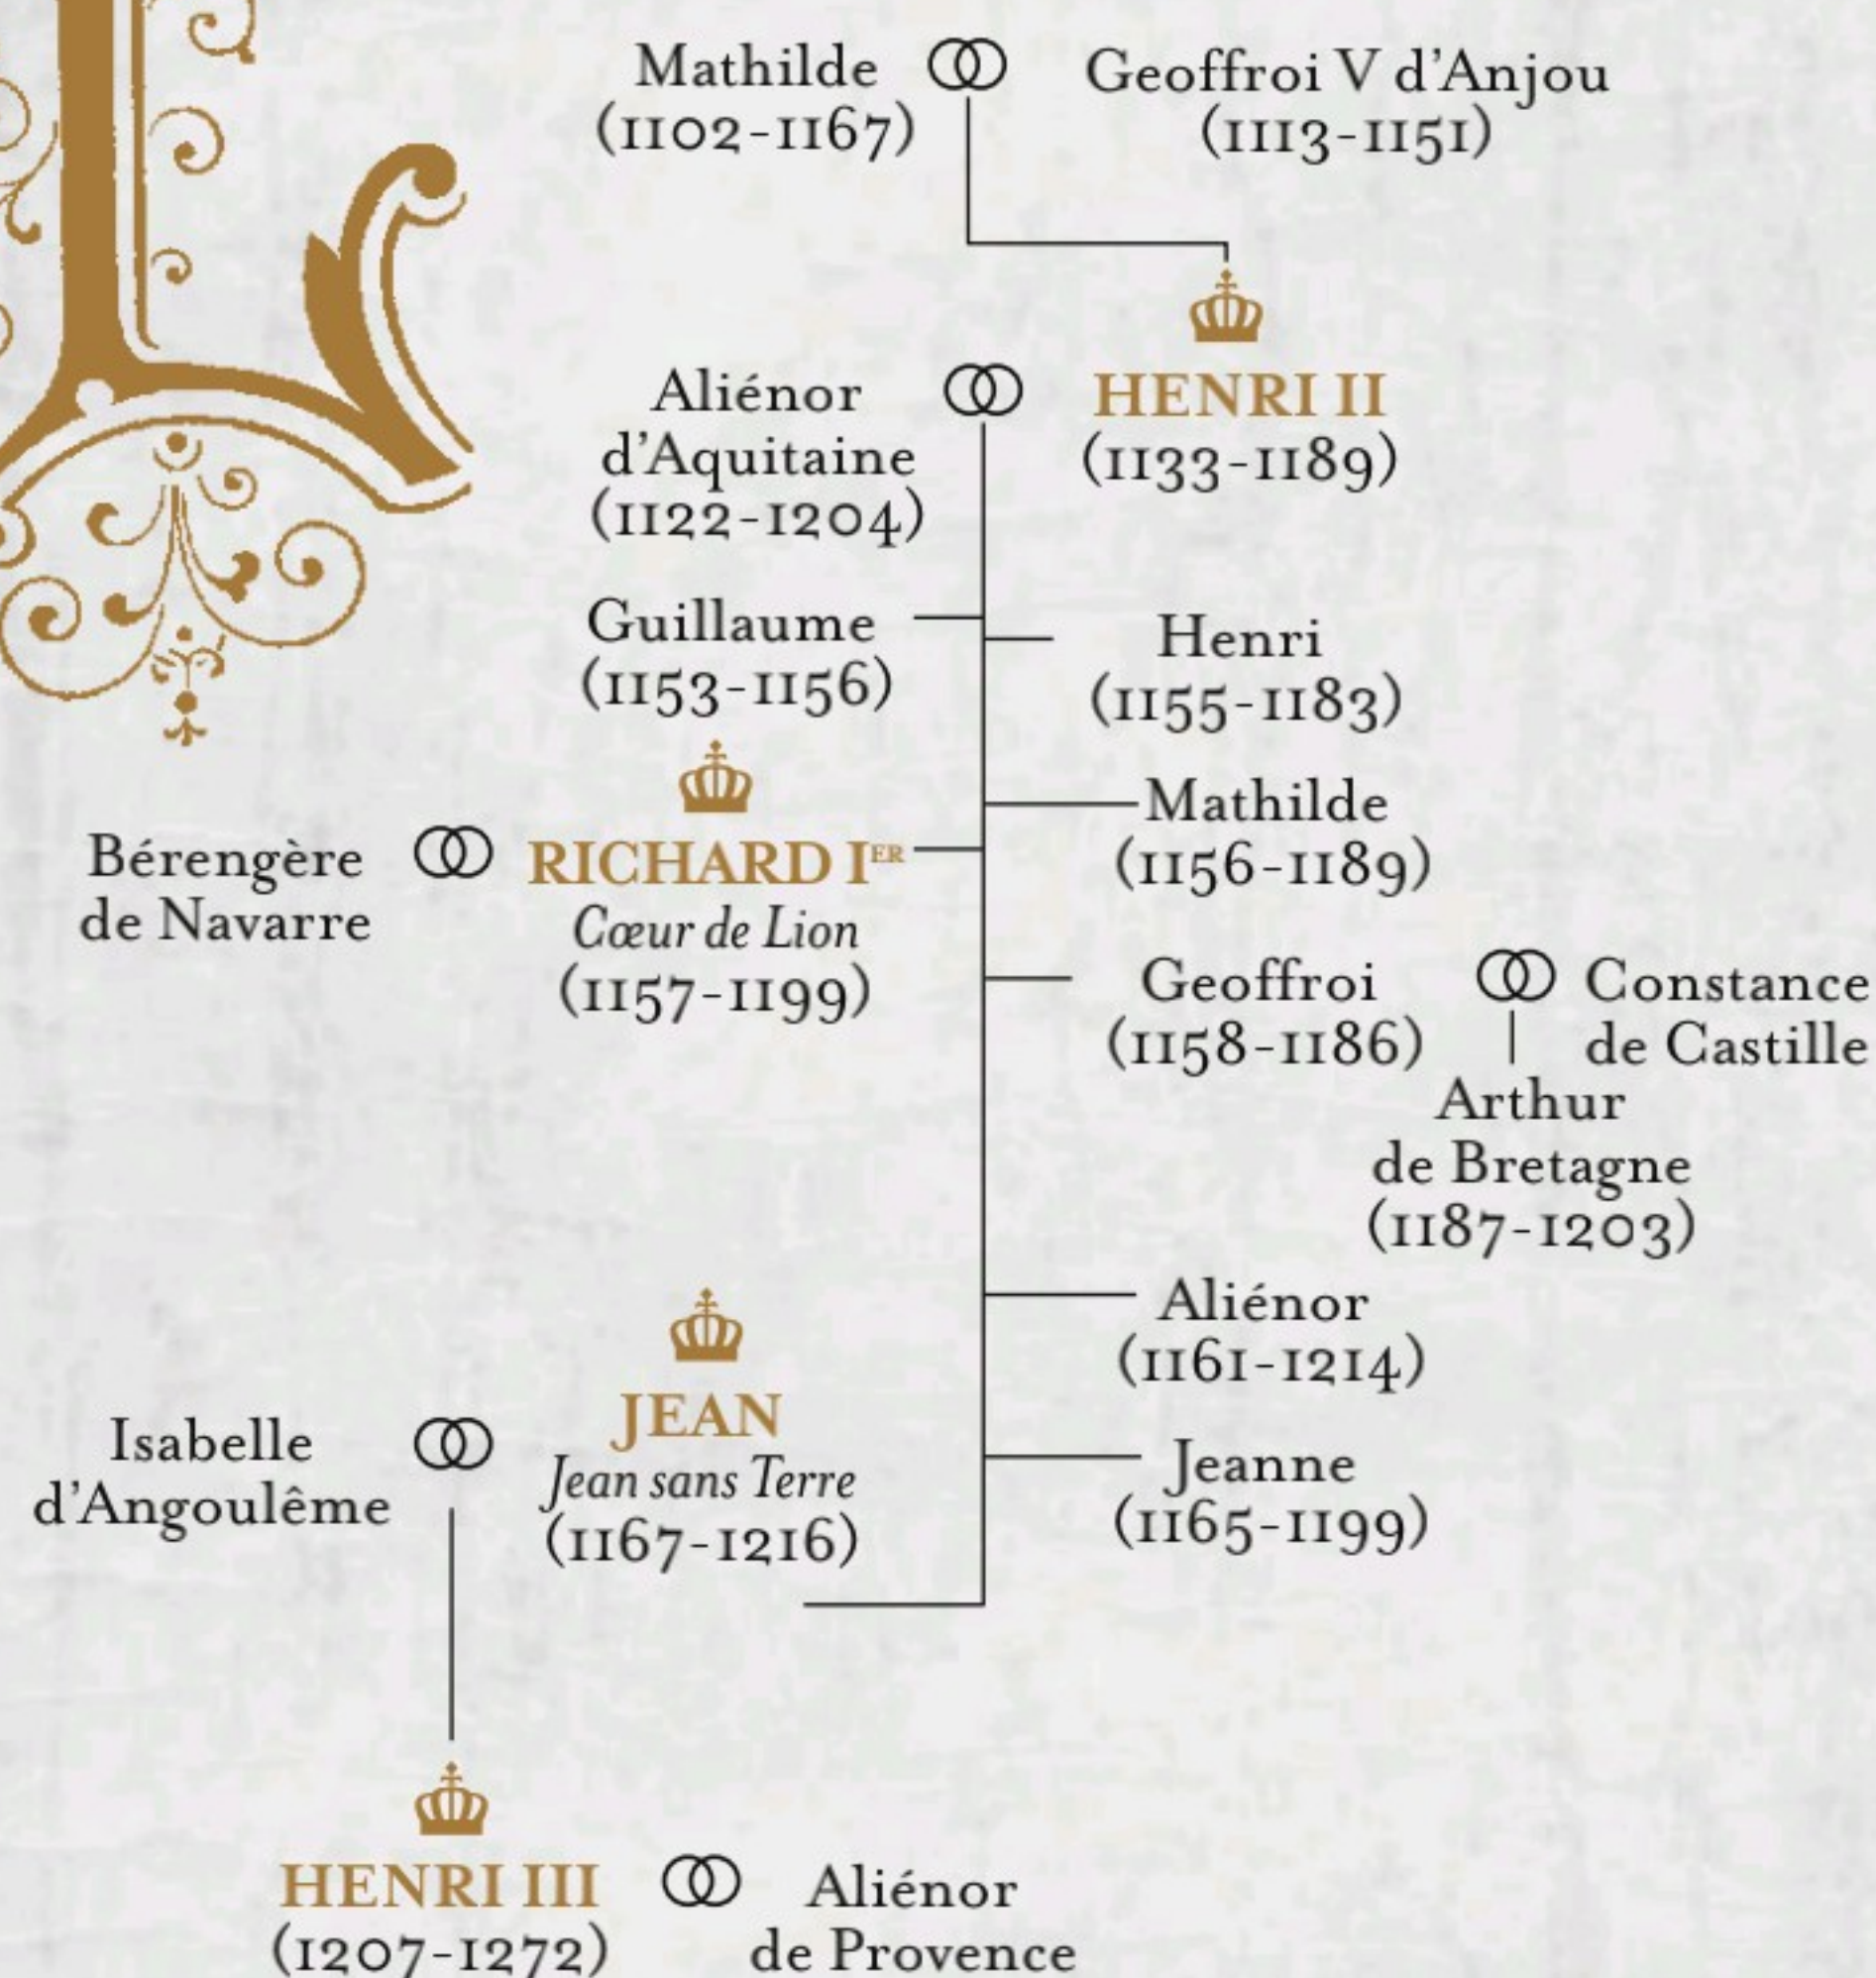 L
Mathilde
(1102-1167)
Geoffroi V d'Anjou
(1113-1151)
Aliénor
d'Aquitaine
(1122-1204)
HENRI II
(1133-1189)
Guillaume
(1153-1156)
Henri
(1155-1183)
Mathilde
(1156-1189)
Bérengère
de Navarre
RICHARD IER
Cœur de Lion
(1157-1199)
Geoffroi
(1158-1186)
Constance
de Castille
Arthur
de Bretagne
(1187-1203)
Aliénor
(1161-1214)
Isabelle
d'Angoulême
JEAN
Jean sans Terre
(1167-1216)
Jeanne
(1165-1199)
HENRI III
(1207-1272)
Aliénor
de Provence